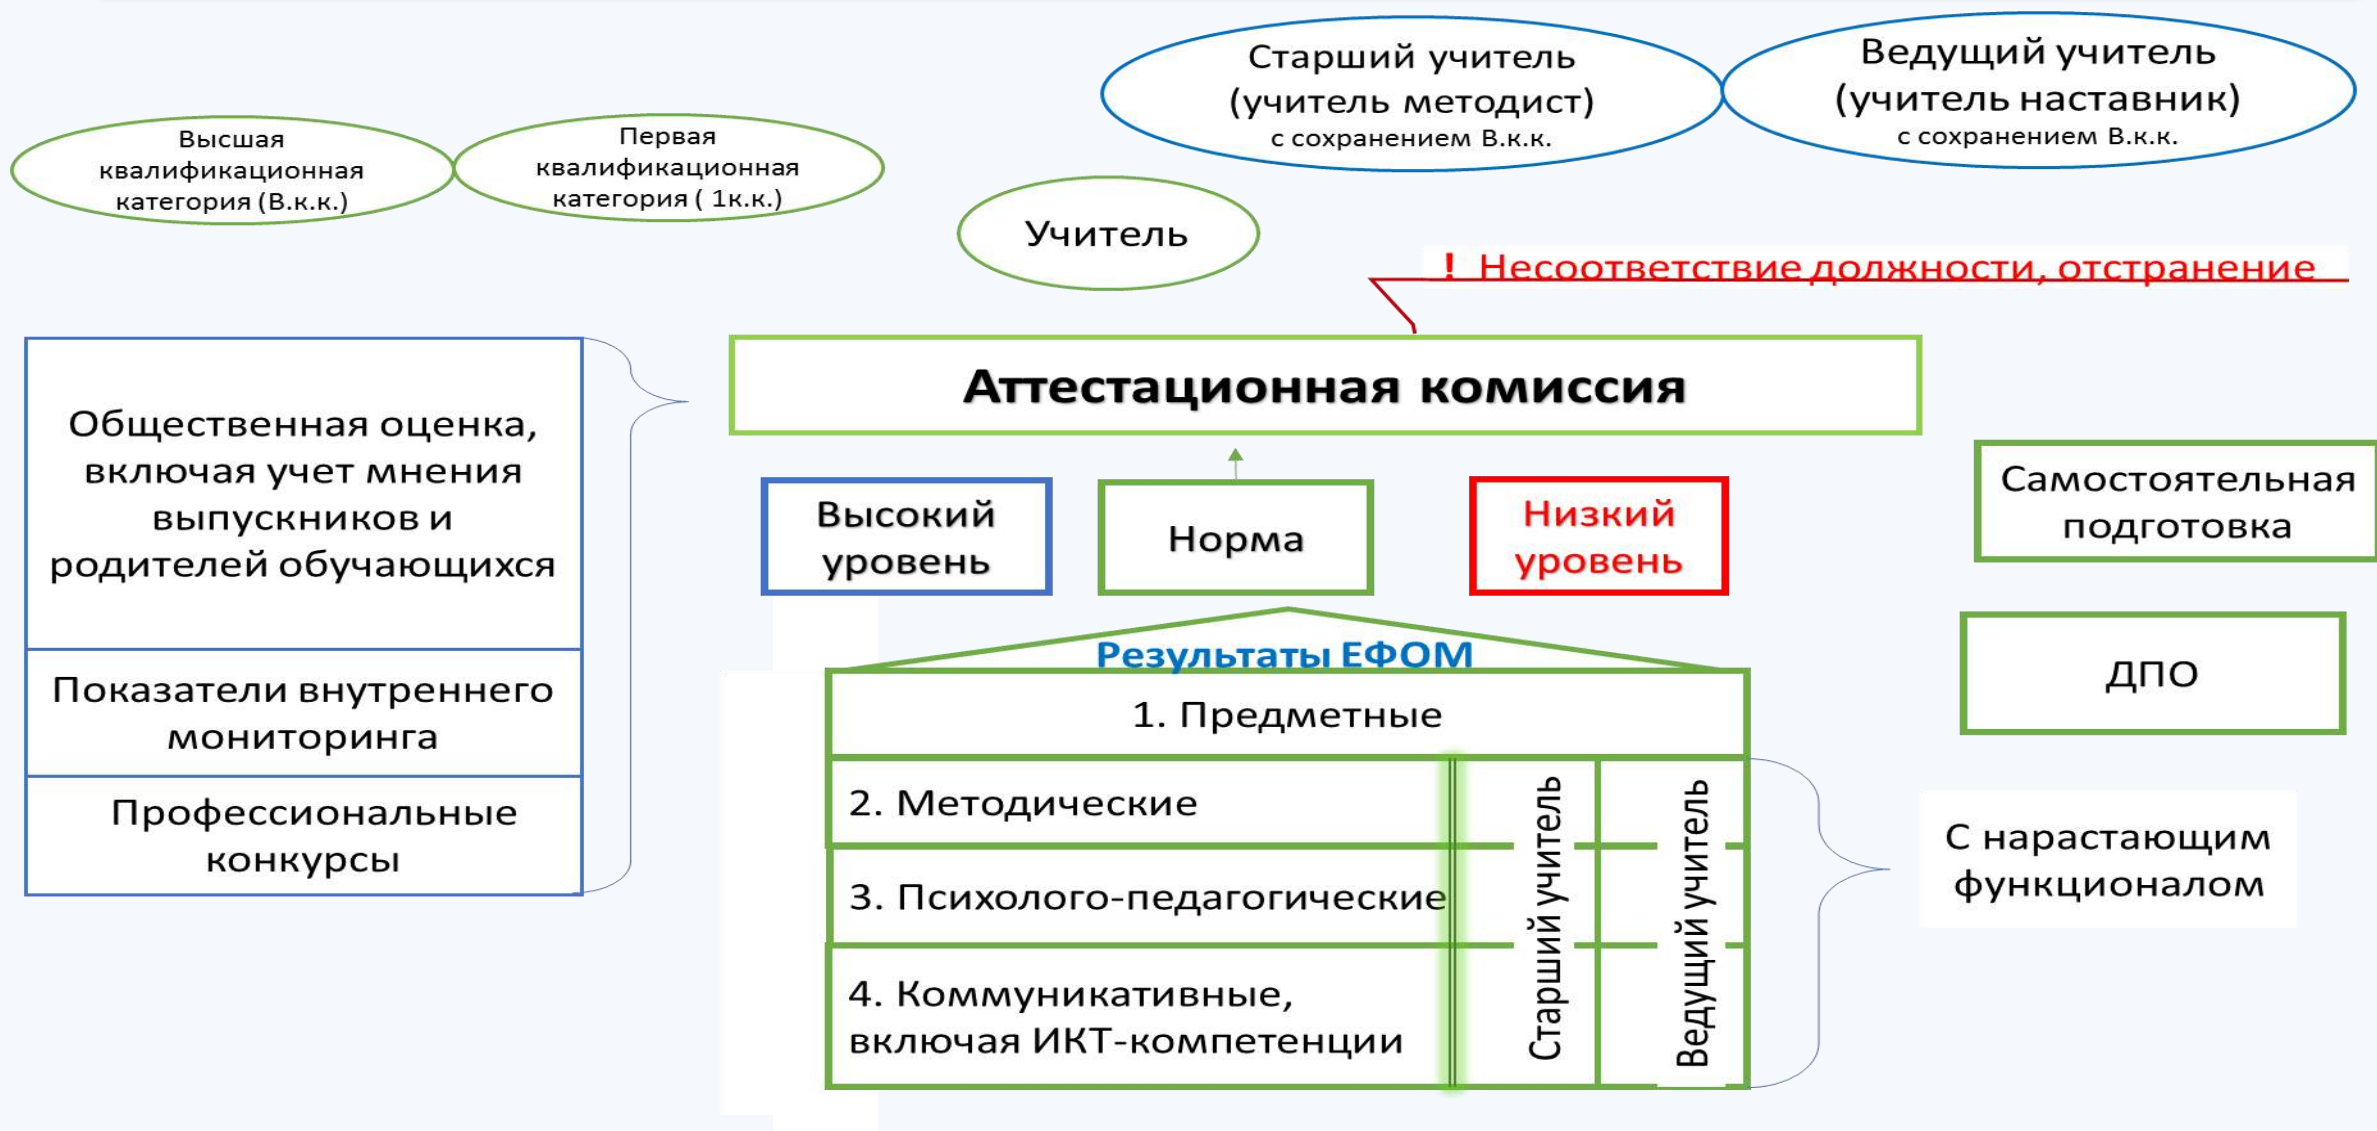 Старший учитель
(учитель методист)
с сохранением В.к.к.
Ведущий учитель
(учитель наставник)
с сохранением В.к.к.
Высшая
квалификационная
категория (В.к.к.)
Первая
квалификационная
категория ( 1к.к.)
Учитель
! Несоответствие должности, отстранение
Аттестационная комиссия
Общественная оценка,
включая учет мнения
выпускников и
родителей обучающихся
Показатели внутреннего
мониторинга
Профессиональные
конкурсы
Высокий
уровень
Норма
Низкий
уровень
Самостоятельная
подготовка
ДПО
Результаты ЕФОМ
1. Предметные
2. Методические
3. Психолого-педагогические
4. Коммуникативные,
включая ИКТ-компетенции
Старший учитель
Ведущий учитель
С нарастающим
функционалом